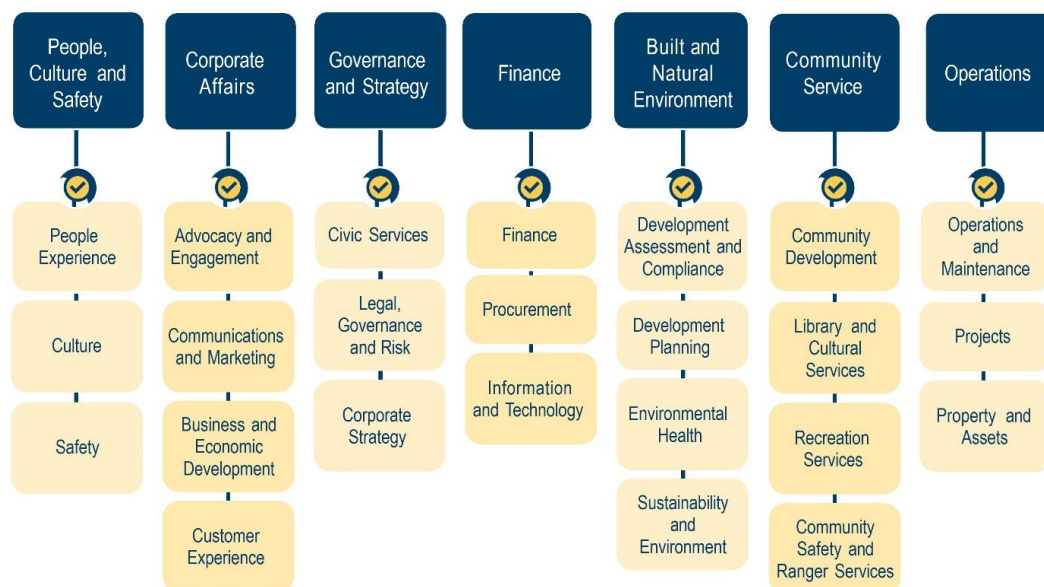 People,
Culture and
Safety
People
Experience
Culture
Safety
Corporate
Affairs
Advocacy and
Engagement
Communications
and Marketing
Business and
Economic
Development
Customer
Experience
Governance
and Strategy
Civic Services
Legal,
Governance
and Risk
Corporate
Strategy
Finance
Finance
Procurement
Information
and Technology
Built and
Natural
Environment
Development
Assessment and
Compliance
Development
Planning
Environmental
Health
Sustainability
and
Environment
Community
Service
Community
Development
Library and
Cultural
Services
Recreation
Services
Community
Safety and
Ranger Services
Operations
Operations
and
Maintenance
Projects
Property and
Assets